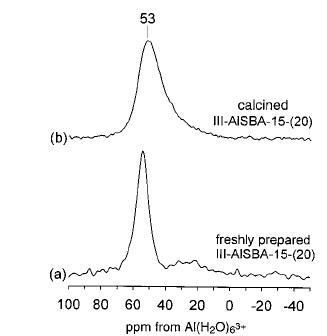 53
calcined
III-AlSBA-15-(20)
(b)
freshly prepared
III-AlSBA-15-(20)
(a)
100 80 60 40 20 0 -20 -40
ppm from Al(H₂O)₆³⁺